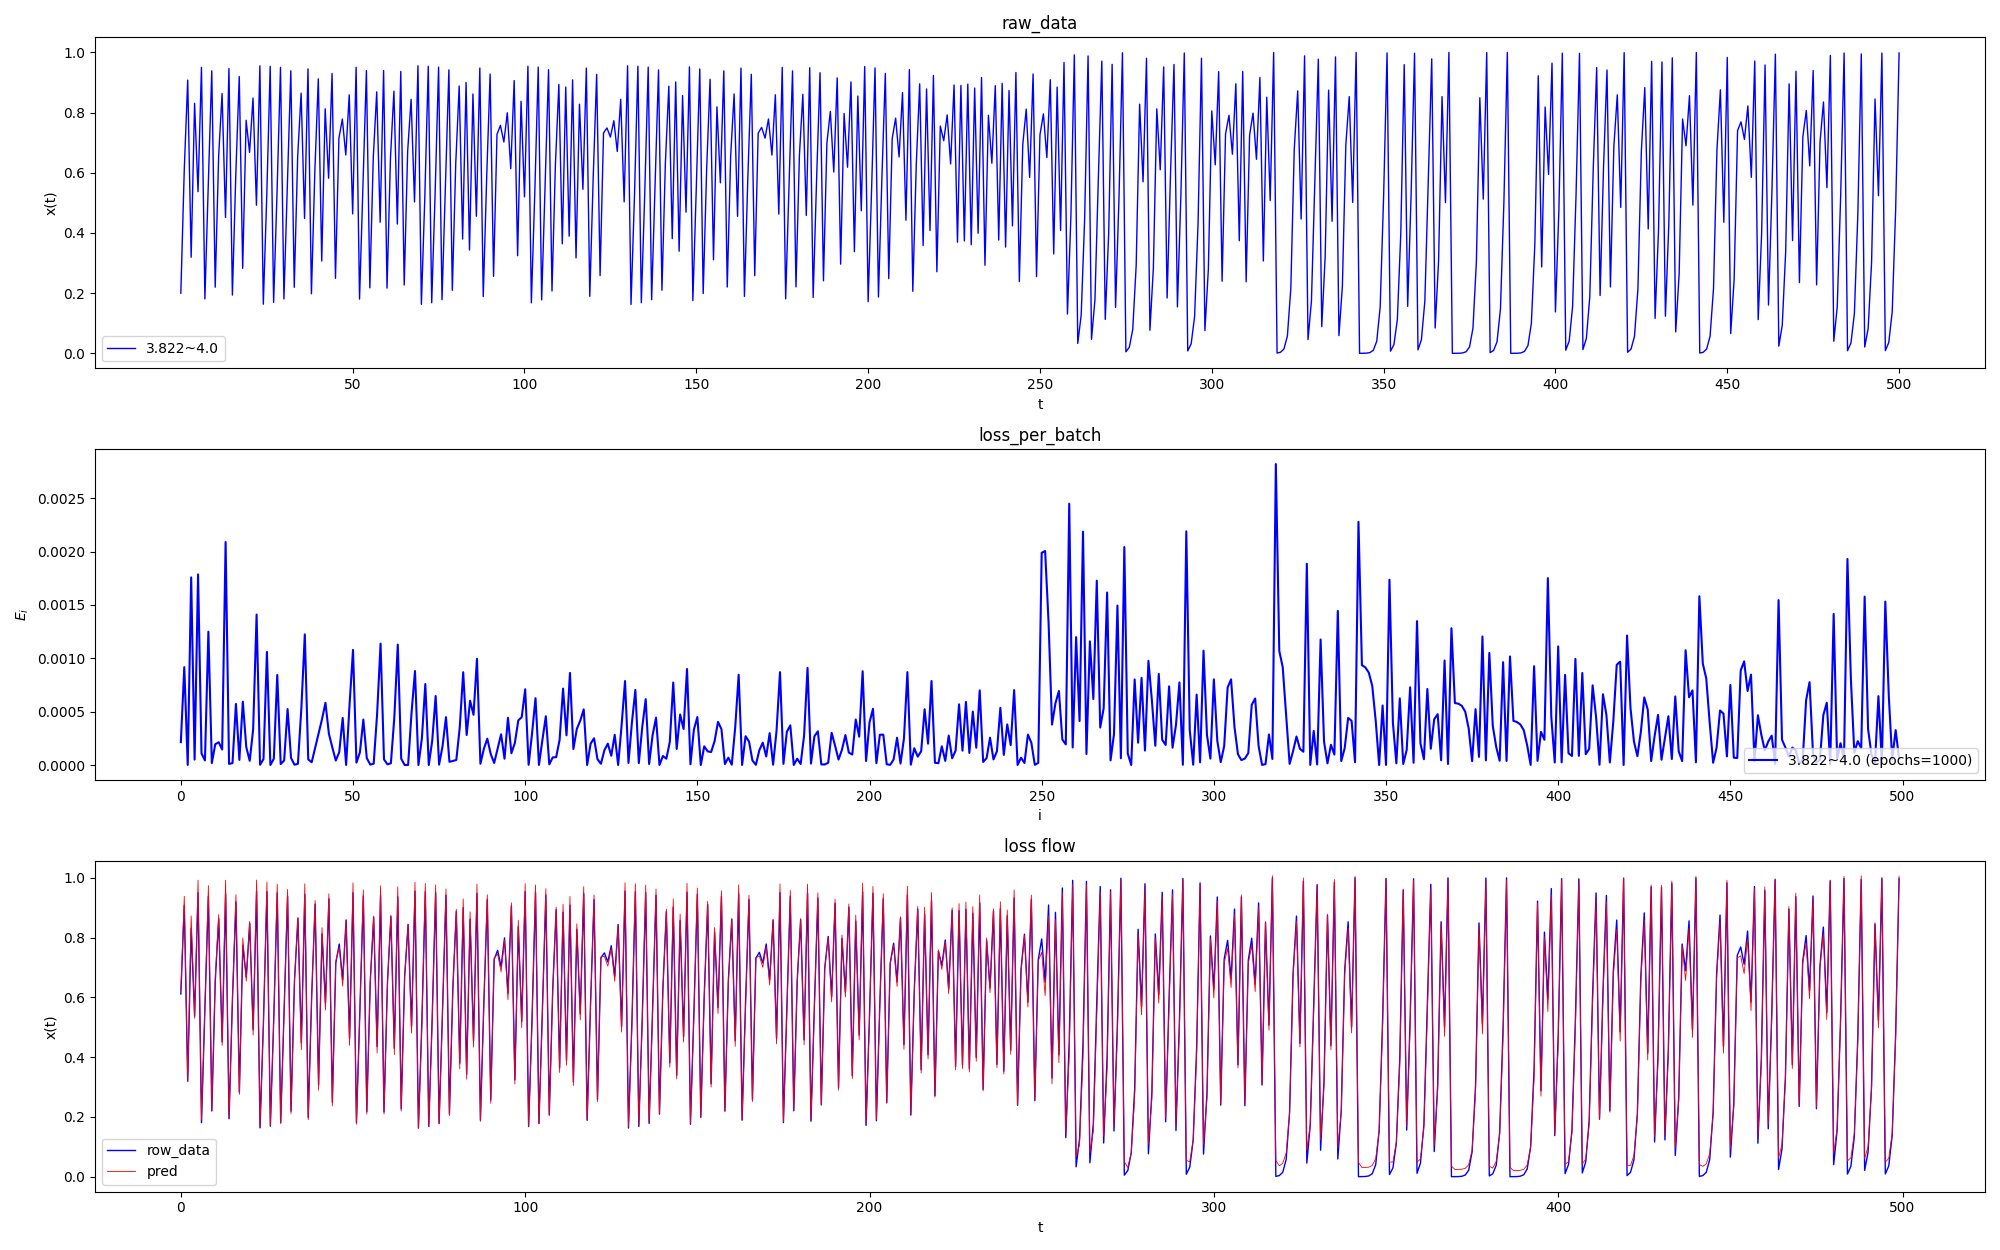 raw_data
1.0
0.8
0.6
0.4
0.2
0.0
x(t)
3.822~4.0
50 100 150 200 250 300 350 400 450 500
t
loss_per_batch
0.0025
0.0020
0.0015
0.0010
0.0005
0.0000
E_i
3.822~4.0 (epochs=1000)
0 50 100 150 200 250 300 350 400 450 500
i
loss flow
1.0
0.8
0.6
0.4
0.2
0.0
x(t)
row_data
pred
0 100 200 300 400 500
t